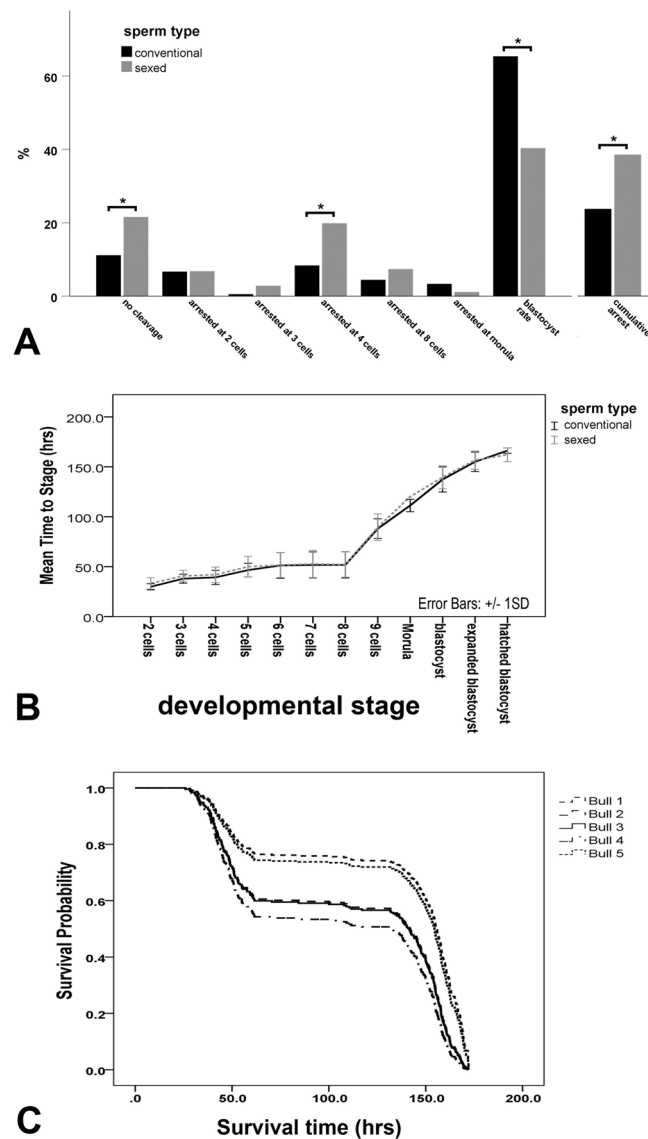 sperm type
conventional
sexed
60
40
20
0
%
*
*
*
*
no cleavage
arrested at 2 cells
arrested at 3 cells
arrested at 4 cells
arrested at 8 cells
arrested at morula
blastocyst
rate
cumulative
arrest
A
sperm type
conventional
sexed
200.0
150.0
100.0
50.0
0.0
Mean Time to Stage (hrs)
Error Bars: +/- 1SD
2 cells
3 cells
4 cells
5 cells
6 cells
7 cells
8 cells
9 cells
Morula
blastocyst
expanded blastocyst
hatched blastocyst
developmental stage
B
1.0
0.8
0.6
0.4
0.2
0.0
Survival Probability
Bull 1
Bull 2
Bull 3
Bull 4
Bull 5
.0
50.0
100.0
150.0
200.0
Survival time (hrs)
C